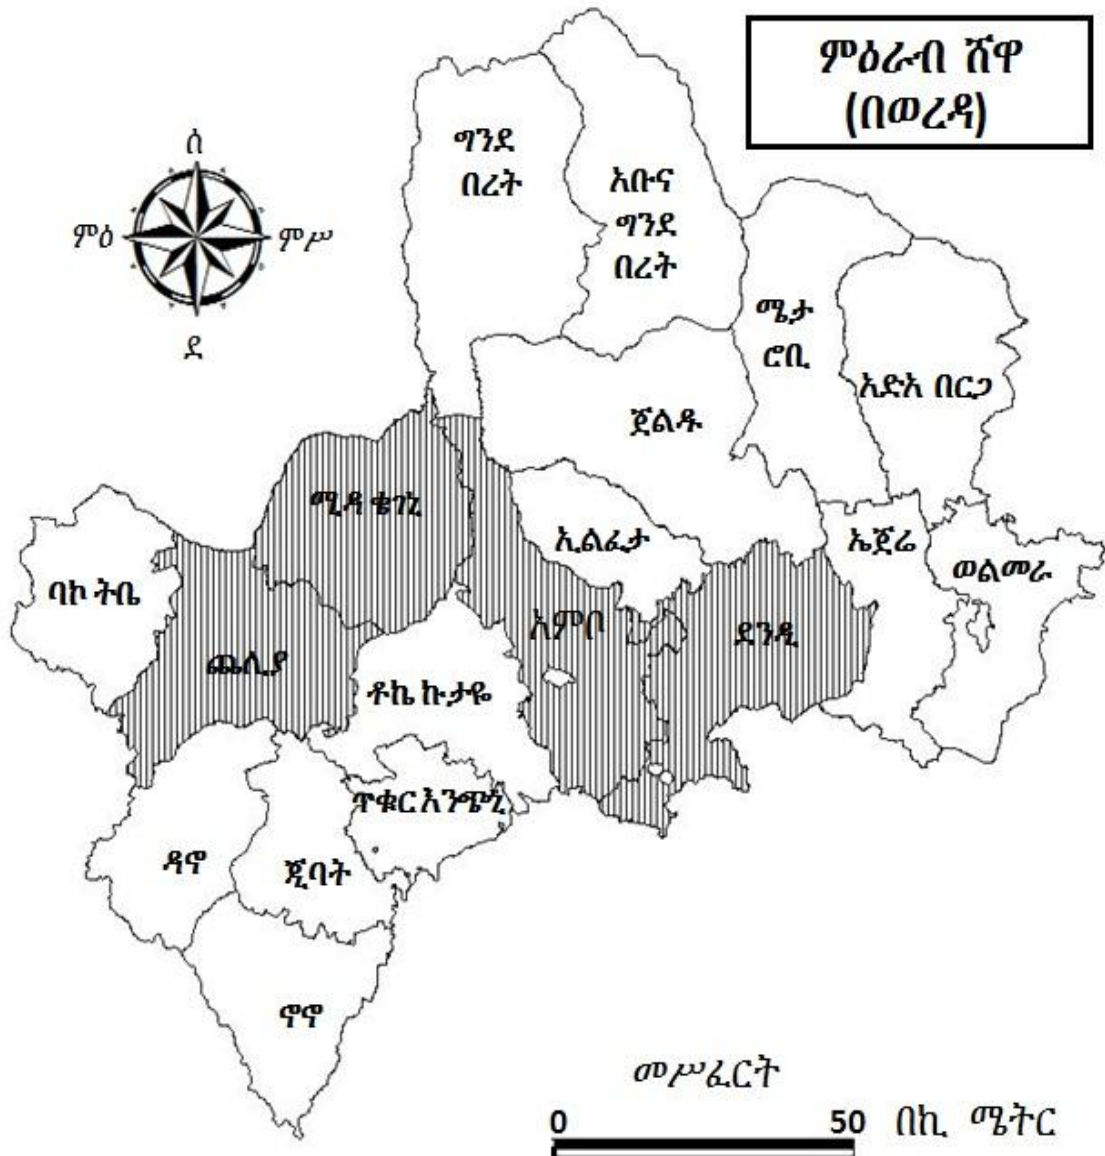 ምዕራብ ሸዋ
(በወረዳ)
ሰ
ምዕ
ምሥ
ደ
ግንደ
በረት
አቡና
ግንደ
በረት
ሜታ
ሮቢ
አድአ በርጋ
ጀልዱ
ሚዳ ቄገኒ
ኢልፈታ
ኤጀሬ
ወልመራ
ባኮ ትቤ
አምቦ
ደንዲ
ጨሊያ
ቶኬ ኩታዬ
ጥቁር እንጭኒ
ዳኖ
ጂባት
ኖኖ
መሥፈርት
0 50 በኪ ሜትር